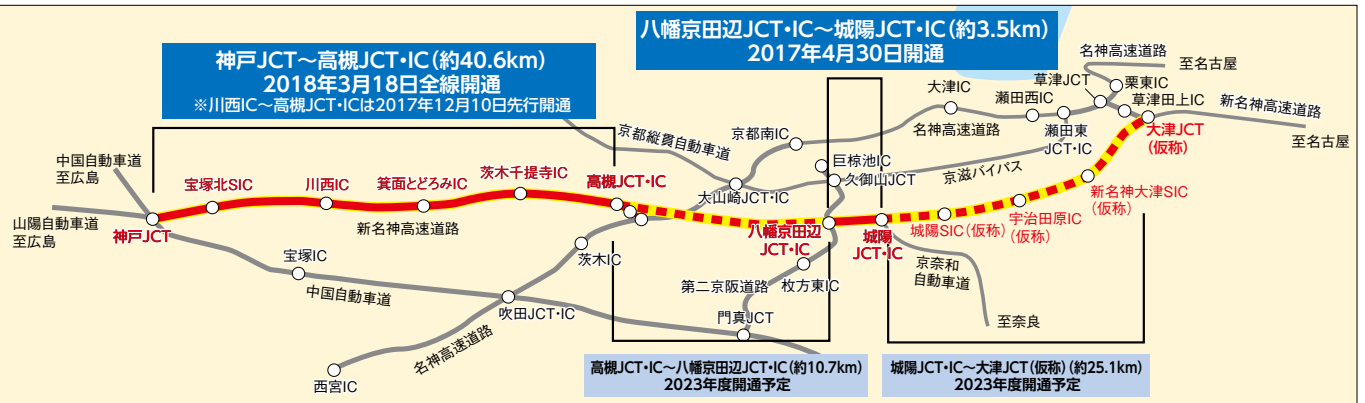 神戸JCT～高槻JCT・IC(約40.6km)
2018年3月18日全線開通
※川西IC～高槻JCT・ICは2017年12月10日先行開通
八幡京田辺JCT・IC～城陽JCT・IC(約3.5km)
2017年4月30日開通
名神高速道路
至名古屋
草津JCT
栗東IC
大津IC
瀬田西IC
草津田上IC
新名神高速道路
至名古屋
名神高速道路
瀬田東
JCT・IC
大津JCT
(仮称)
京都縦貫自動車道
京都南IC
巨椋池IC
久御山JCT
京滋バイパス
大山崎JCT・IC
新名神大津SIC
(仮称)
宇治田原IC
(仮称)
城陽SIC(仮称)
中国自動車道
至広島
宝塚北SIC
川西IC
箕面とどろみIC
茨木千提寺IC
高槻JCT・IC
山陽自動車道
至広島
神戸JCT
新名神高速道路
八幡京田辺
JCT・IC
城陽
JCT・IC
宝塚IC
中国自動車道
茨木IC
吹田JCT・IC
名神高速道路
西宮IC
第二京阪道路
枚方東IC
門真JCT
京奈和
自動車道
至奈良
高槻JCT・IC～八幡京田辺JCT・IC(約10.7km)
2023年度開通予定
城陽JCT・IC～大津JCT(仮称)(約25.1km)
2023年度開通予定